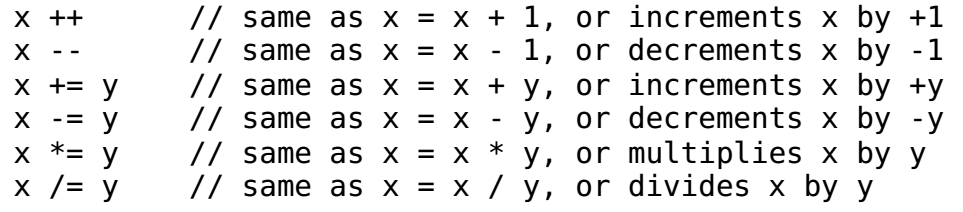 x ++      // same as x = x + 1, or increments x by +1
x --      // same as x = x - 1, or decrements x by -1
x += y    // same as x = x + y, or increments x by +y
x -= y    // same as x = x - y, or decrements x by -y
x *= y    // same as x = x * y, or multiplies x by y
x /= y    // same as x = x / y, or divides x by y